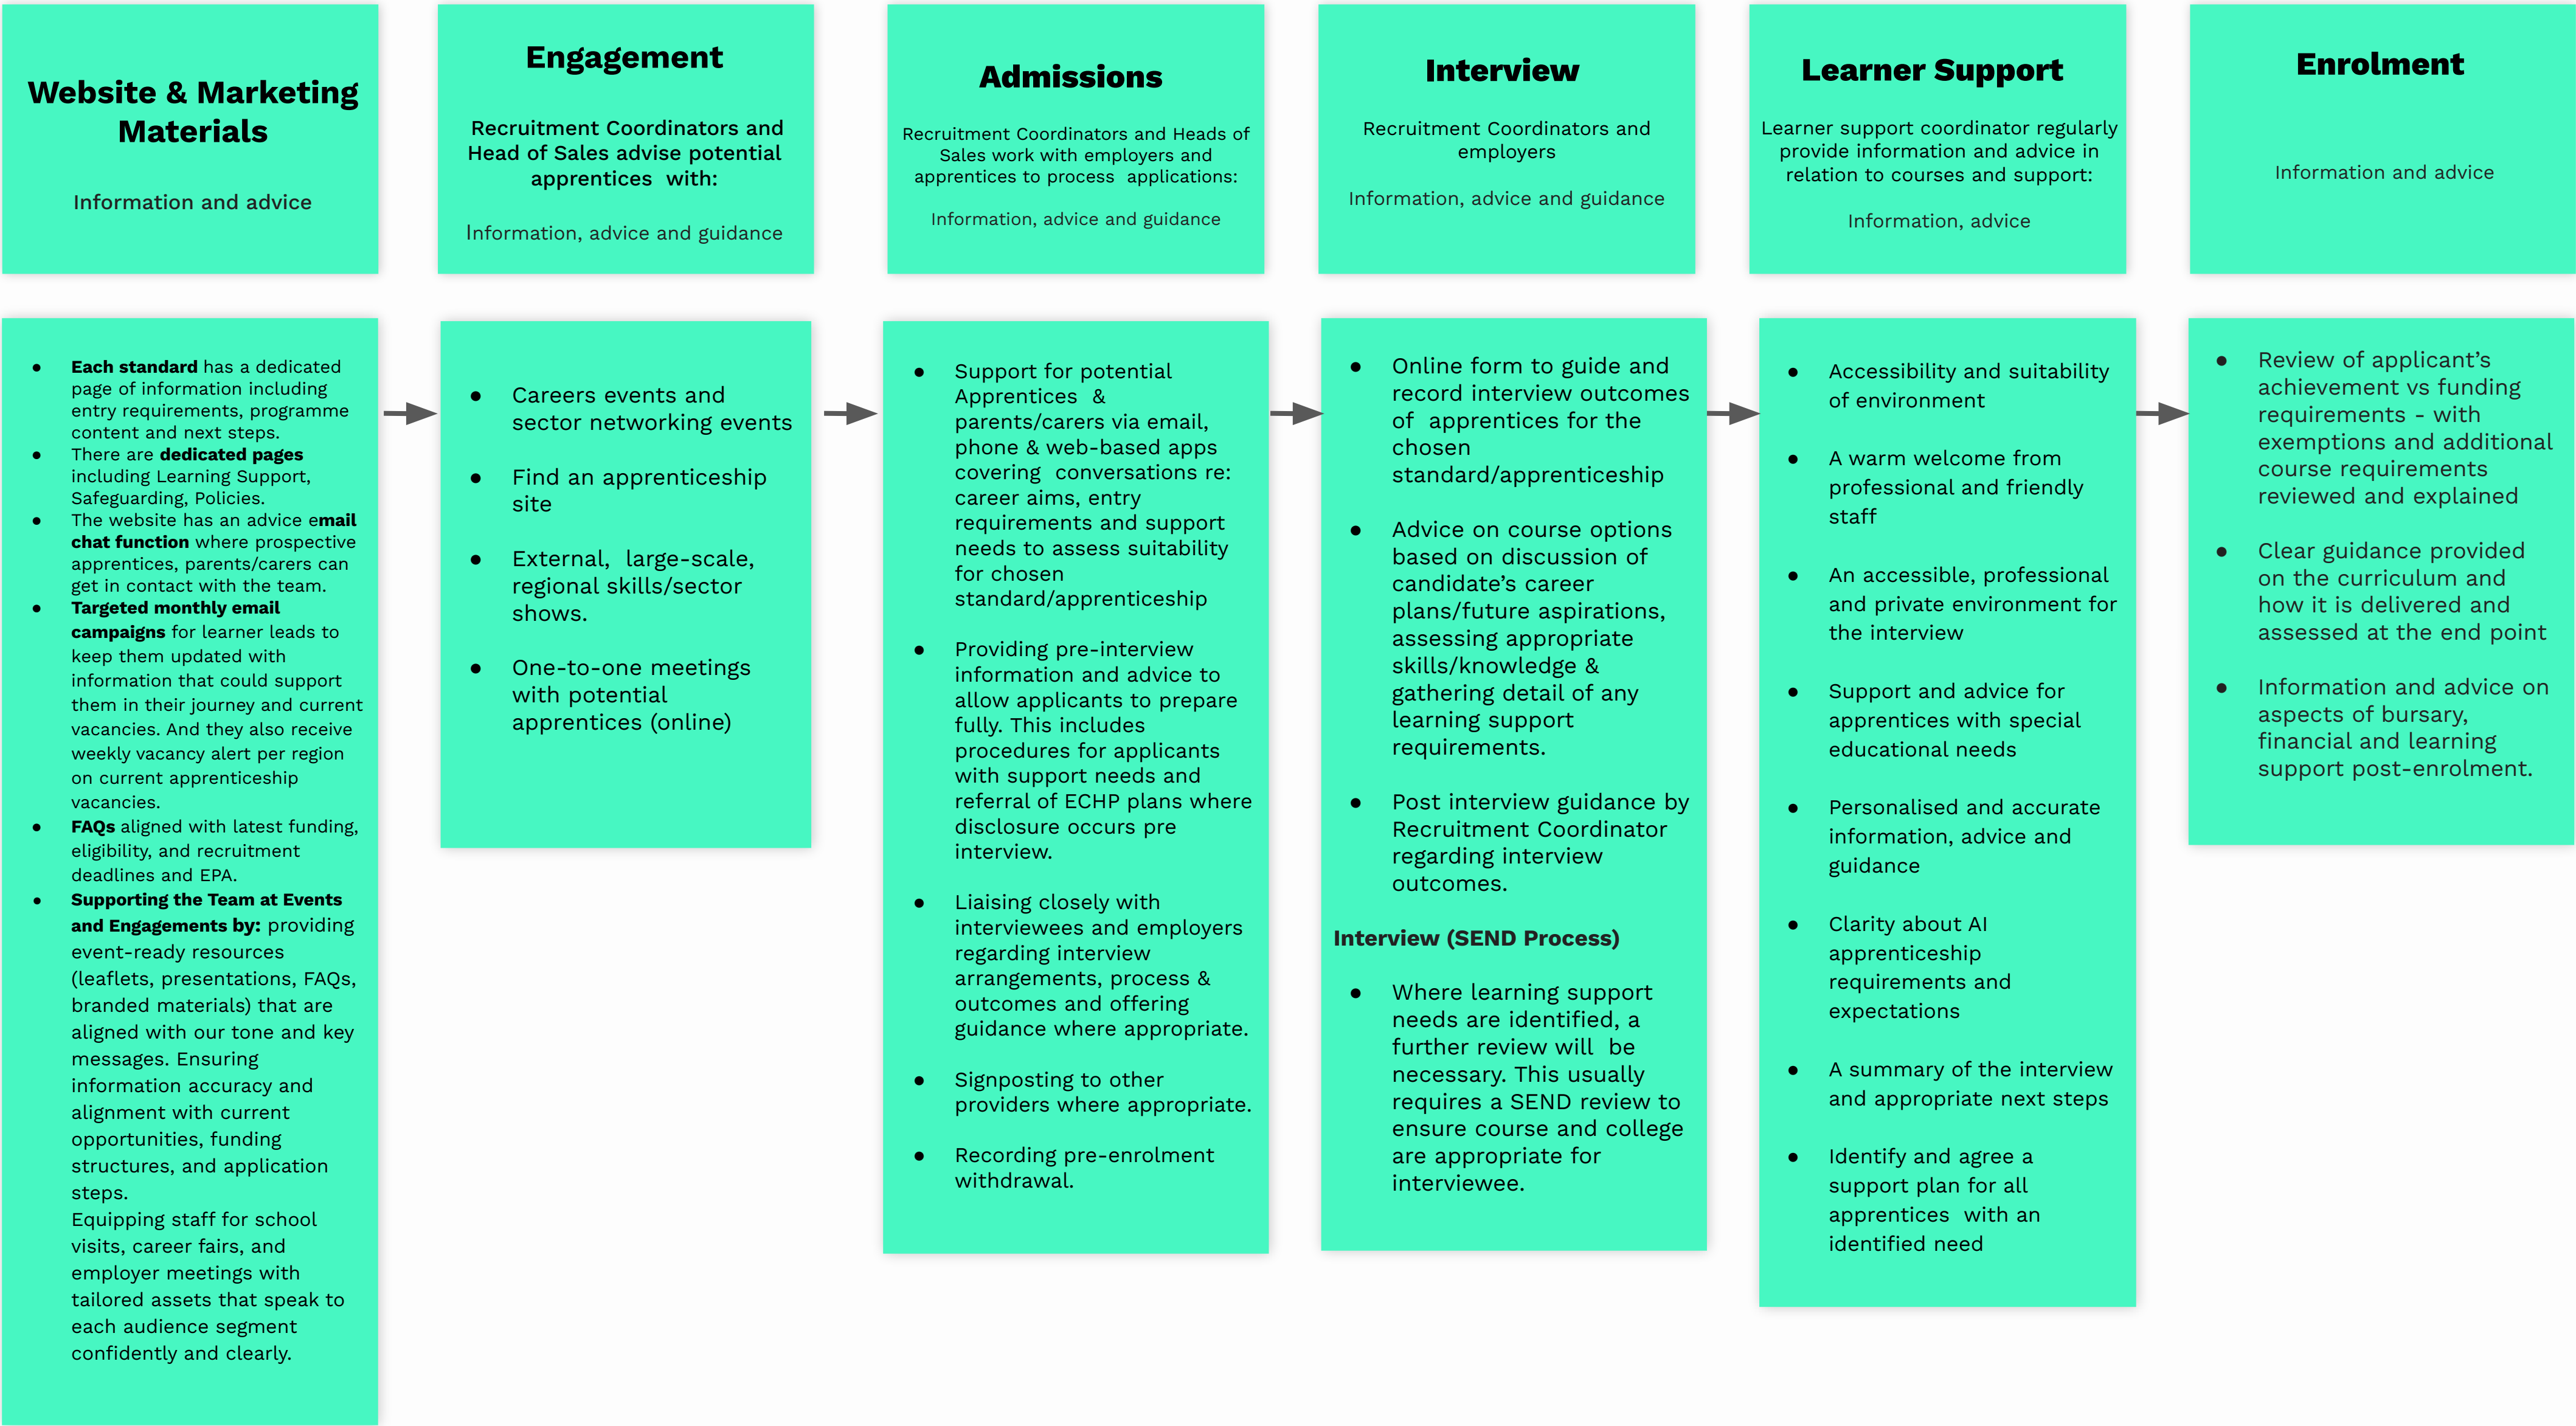 Website & Marketing
Materials
Information and advice
Engagement
Recruitment Coordinators and
Head of Sales advise potential
apprentices  with:
Information, advice and guidance
Admissions
Recruitment Coordinators and Heads of
Sales work with employers and
apprentices to process  applications:
Information, advice and guidance
Interview
Recruitment Coordinators and
employers
Information, advice and guidance
Learner Support
Learner support coordinator regularly
provide information and advice in
relation to courses and support:
Information, advice
Enrolment
Information and advice
● Each standard has a dedicated
page of information including
entry requirements, programme
content and next steps.
● There are dedicated pages
including Learning Support,
Safeguarding, Policies.
● The website has an advice email
chat function where prospective
apprentices, parents/carers can
get in contact with the team.
● Targeted monthly email
campaigns for learner leads to
keep them updated with
information that could support
them in their journey and current
vacancies. And they also receive
weekly vacancy alert per region
on current apprenticeship
vacancies.
● FAQs aligned with latest funding,
eligibility, and recruitment
deadlines and EPA.
● Supporting the Team at Events
and Engagements by: providing
event-ready resources
(leaflets, presentations, FAQs,
branded materials) that are
aligned with our tone and key
messages. Ensuring
information accuracy and
alignment with current
opportunities, funding
structures, and application
steps.
Equipping staff for school
visits, career fairs, and
employer meetings with
tailored assets that speak to
each audience segment
confidently and clearly.
● Careers events and
sector networking events
● Find an apprenticeship
site
● External,  large-scale,
regional skills/sector
shows.
● One-to-one meetings
with potential
apprentices (online)
● Support for potential
Apprentices  &
parents/carers via email,
phone & web-based apps
covering  conversations re:
career aims, entry
requirements and support
needs to assess suitability
for chosen
standard/apprenticeship
● Providing pre-interview
information and advice to
allow applicants to prepare
fully. This includes
procedures for applicants
with support needs and
referral of ECHP plans where
disclosure occurs pre
interview.
● Liaising closely with
interviewees and employers
regarding interview
arrangements, process &
outcomes and offering
guidance where appropriate.
● Signposting to other
providers where appropriate.
● Recording pre-enrolment
withdrawal.
● Online form to guide and
record interview outcomes
of  apprentices for the
chosen
standard/apprenticeship
● Advice on course options
based on discussion of
candidate’s career
plans/future aspirations,
assessing appropriate
skills/knowledge &
gathering detail of any
learning support
requirements.
● Post interview guidance by
Recruitment Coordinator
regarding interview
outcomes.
Interview (SEND Process)
● Where learning support
needs are identified, a
further review will  be
necessary. This usually
requires a SEND review to
ensure course and college
are appropriate for
interviewee.
● Accessibility and suitability
of environment
● A warm welcome from
professional and friendly
staff
● An accessible, professional
and private environment for
the interview
● Support and advice for
apprentices with special
educational needs
● Personalised and accurate
information, advice and
guidance
● Clarity about AI
apprenticeship
requirements and
expectations
● A summary of the interview
and appropriate next steps
● Identify and agree a
support plan for all
apprentices  with an
identified need
● Review of applicant’s
achievement vs funding
requirements - with
exemptions and additional
course requirements
reviewed and explained
● Clear guidance provided
on the curriculum and
how it is delivered and
assessed at the end point
● Information and advice on
aspects of bursary,
financial and learning
support post-enrolment.